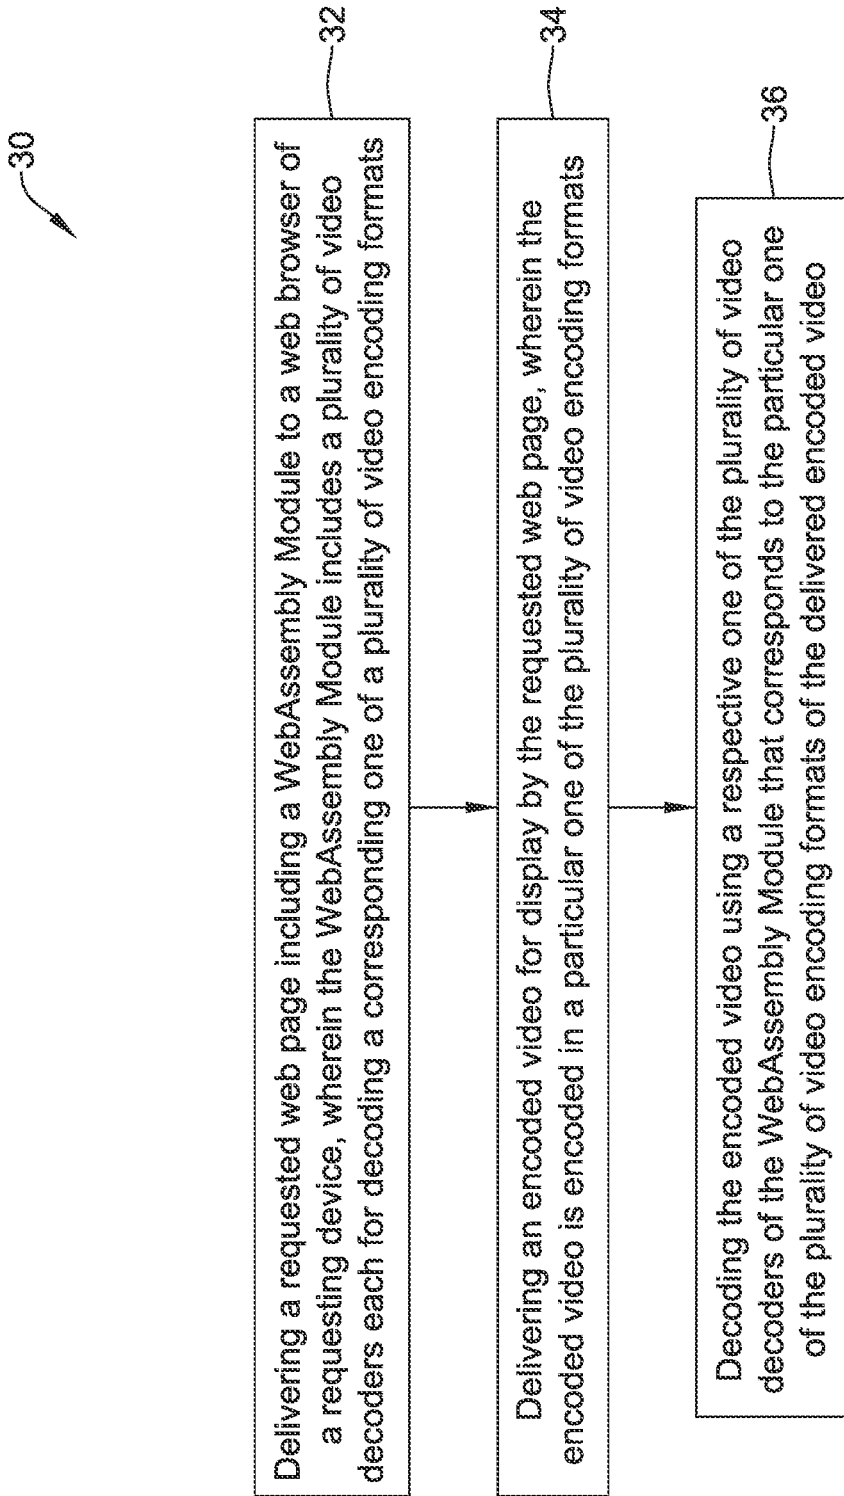 30
32
Delivering a requested web page including a WebAssembly Module to a web browser of
a requesting device, wherein the WebAssembly Module includes a plurality of video
decoders each for decoding a corresponding one of a plurality of video encoding formats
34
Delivering an encoded video for display by the requested web page, wherein the
encoded video is encoded in a particular one of the plurality of video encoding formats
36
Decoding the encoded video using a respective one of the plurality of video
decoders of the WebAssembly Module that corresponds to the particular one
of the plurality of video encoding formats of the delivered encoded video